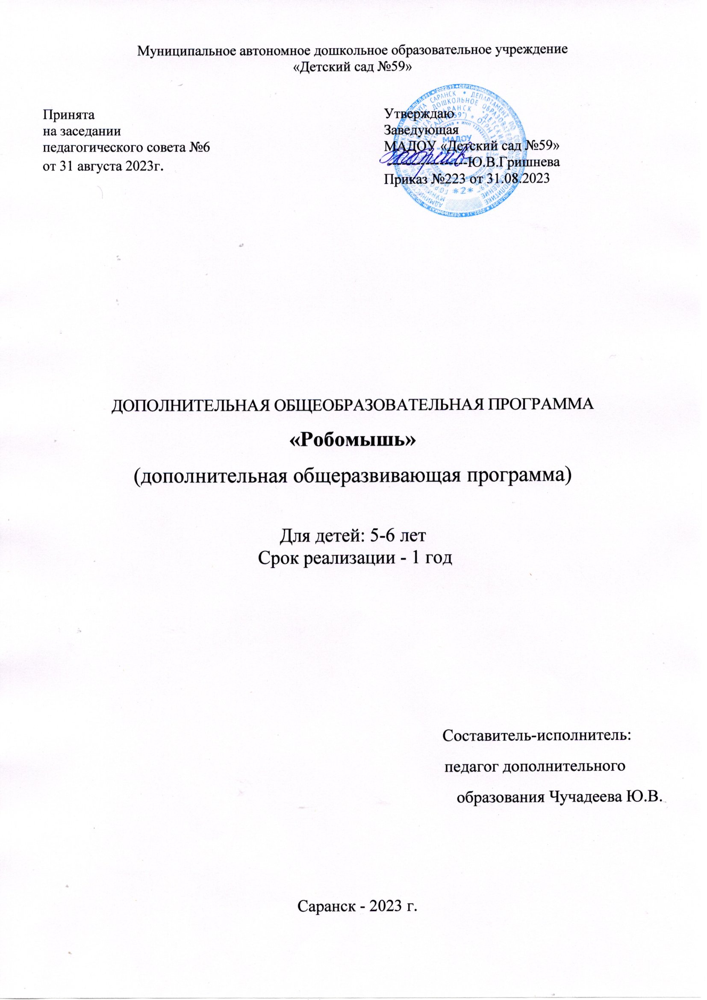 Муниципальное автономное дошкольное образовательное учреждение
«Детский сад №59»
Принята
на заседании
педагогического совета №6
от 31 августа 2023г.
Утверждаю
Заведующая
МАДОУ «Детский сад №59»
Ю.В.Гришнева
Приказ №223 от 31.08.2023
ДОПОЛНИТЕЛЬНАЯ ОБЩЕОБРАЗОВАТЕЛЬНАЯ ПРОГРАММА
«Робомышь»
(дополнительная общеразвивающая программа)
Для детей: 5-6 лет
Срок реализации - 1 год
Составитель-исполнитель:
педагог дополнительного
образования Чучадеева Ю.В.
Саранск - 2023 г.